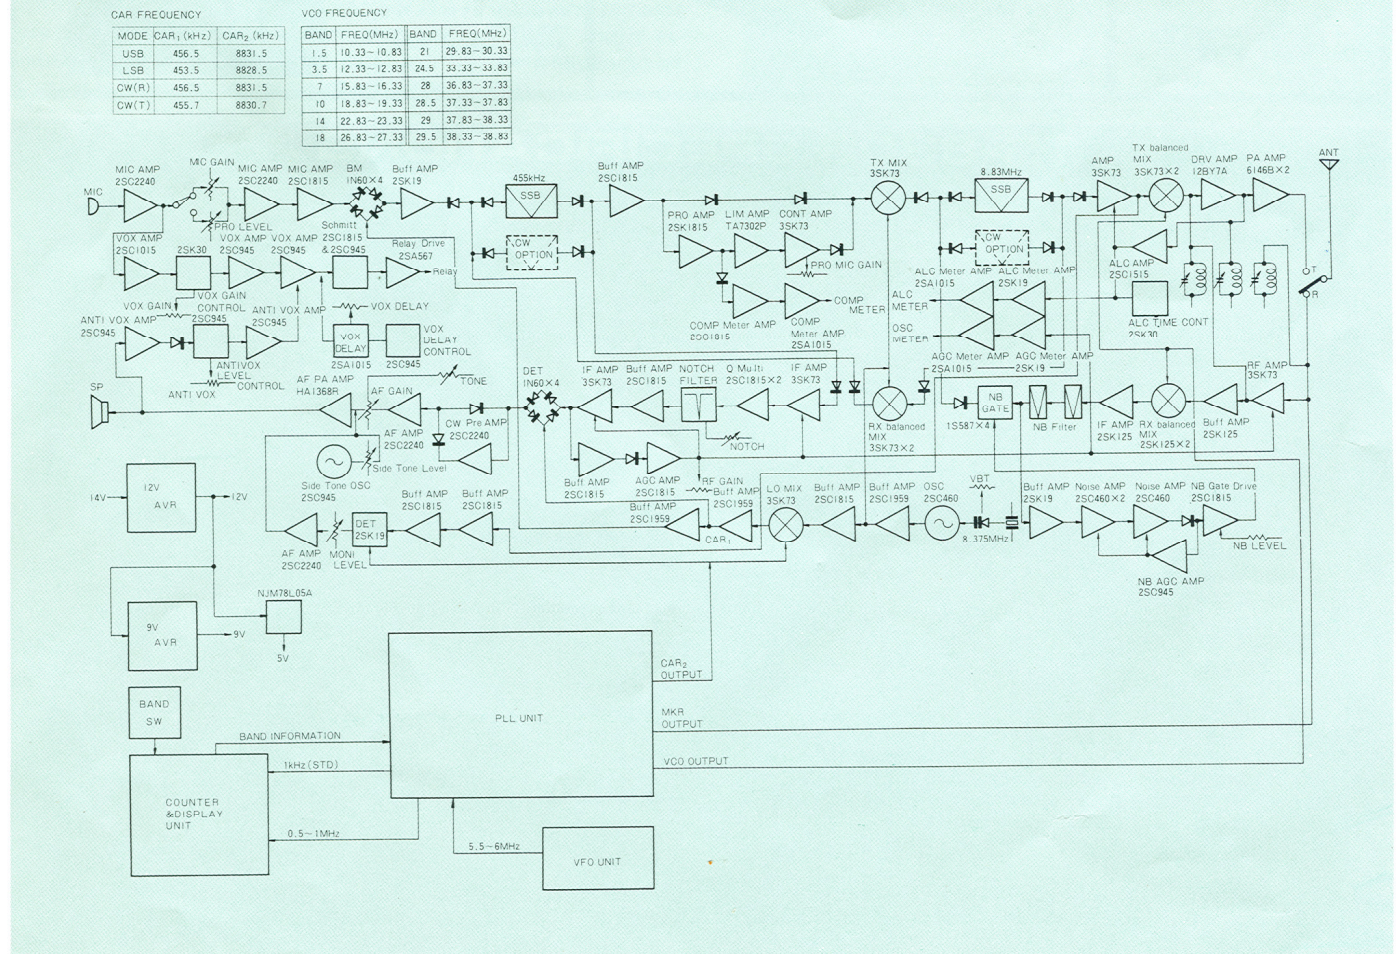 CAR FREQUENCY
MODE CAR₁ (kHz) CAR₂ (kHz)
USB 456.5 8831.5
LSB 453.5 8828.5
CW(R) 456.5 8831.5
CW(T) 455.7 8830.7
VCO FREQUENCY
BAND FREQ(MHz) BAND FREQ(MHz)
1.5 10.33~10.83 21 29.83~30.33
3.5 12.33~12.83 24.5 33.33~33.83
7 15.83~16.33 28 36.83~37.33
10 18.83~19.33 28.5 37.33~37.83
14 22.83~23.33 29 37.83~38.33
18 26.83~27.33 29.5 38.33~38.83
MIC
MIC AMP
2SC2240
MIC GAIN
PRO LEVEL
MIC AMP
2SC2240
MIC AMP
2SC1815
BM
1N60×4
Buff AMP
2SK19
455kHz
SSB
Buff AMP
2SC1815
TX MIX
3SK73
8.83MHz
SSB
AMP
3SK73
TX balanced
MIX
3SK73×2
DRV AMP
12BY7A
PA AMP
6146B×2
ANT
T
R
VOX AMP
2SC1015
2SK30
VOX AMP
2SC945
VOX AMP
2SC945
Schmitt
2SC1815
&2SC945
Relay Drive
2SA567
Relay
CW
OPTION
PRO AMP
2SK1815
LIM AMP
TA7302P
CONT AMP
3SK73
PRO MIC GAIN
CW
OPTION
ALC AMP
2SC1515
VOX GAIN
VOX GAIN
CONTROL
VOX DELAY
COMP Meter AMP
COMP
Meter AMP
2SA1015
COMP
METER
ALC Meter AMP
2SA1015
ALC Meter AMP
2SK19
ALC
METER
OSC
METER
ALC TIME CONT
2SK30
ANTI VOX AMP
2SC945
2SC945
ANTI VOX AMP
2SC945
VOX
DELAY
2SA1015
VOX
DELAY
CONTROL
2SC945
ANTIVOX
LEVEL
CONTROL
ANTI VOX
AGC Meter AMP
2SA1015
AGC Meter AMP
2SK19
SP
AF PA AMP
HA1368R
AF GAIN
TONE
AF AMP
2SC2240
CW Pre AMP
2SC2240
DET
1N60×4
IF AMP
3SK73
Buff AMP
2SC1815
NOTCH
FILTER
NOTCH
Q Multi
2SC1815×2
IF AMP
3SK73
RX balanced
MIX
3SK73×2
NB
GATE
1S587×4
NB Filter
IF AMP
2SK125
RX balanced
MIX
2SK125×2
Buff AMP
2SK125
RF AMP
3SK73
Side Tone OSC
2SC945
Side Tone Level
Buff AMP
2SC1815
AGC AMP
2SC1815
RF GAIN
14V
12V
AVR
12V
AF AMP
2SC2240
MONI
LEVEL
DET
2SK19
Buff AMP
2SC1815
Buff AMP
2SC1815
Buff AMP
2SC1959
Buff AMP
2SC1959
CAR₁
LO MIX
3SK73
Buff AMP
2SC1815
Buff AMP
2SC1959
OSC
2SC460
VBT
8.375MHz
Buff AMP
2SK19
Noise AMP
2SC460×2
Noise AMP
2SC460
NB Gate Drive
2SC1815
NB LEVEL
NB AGC AMP
2SC945
9V
AVR
9V
NJM78L05A
5V
BAND
SW
PLL UNIT
CAR₂
OUTPUT
MKR
OUTPUT
VCO OUTPUT
BAND INFORMATION
1kHz(STD)
COUNTER
&DISPLAY
UNIT
0.5~1MHz
5.5~6MHz
VFO UNIT